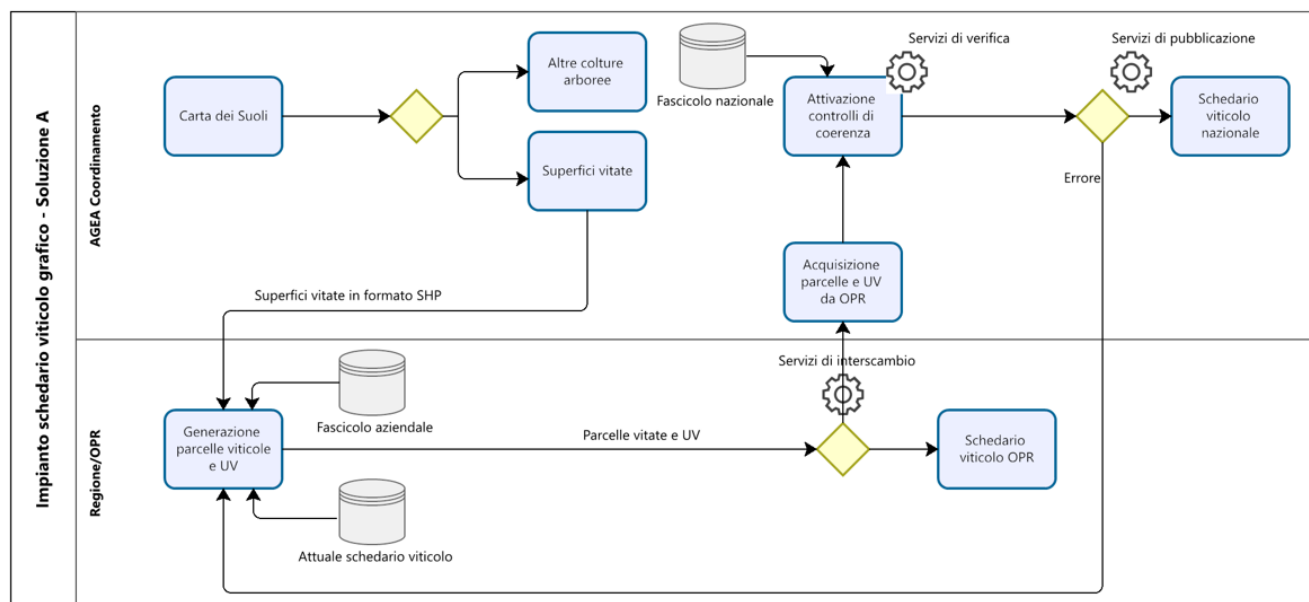 Impianto schedario viticolo grafico - Soluzione A
AGEA Coordinamento
Carta dei Suoli
Altre colture
arboree
Superfici vitate
Fascicolo nazionale
Servizi di verifica
Attivazione
controlli di
coerenza
Servizi di pubblicazione
Schedario
viticolo
nazionale
Errore
Acquisizione
parcelle e UV
da OPR
Superfici vitate in formato SHP
Regione/OPR
Servizi di interscambio
Fascicolo aziendale
Generazione
parcelle viticole
e UV
Parcelle vitate e UV
Schedario
viticolo OPR
Attuale schedario viticolo